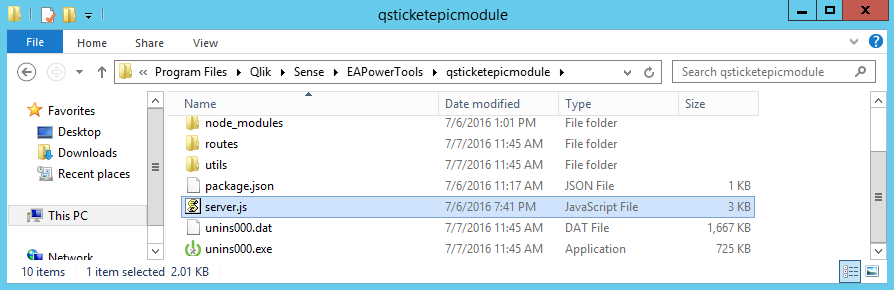 qsticketepicmodule
File Home Share View
« Program Files Qlik Sense EAPowerTools qsticketepicmodule Search qsticketepicmodule
Favorites
Desktop
Downloads
Recent places
This PC
Network
Name Date modified Type Size
node_modules 7/6/2016 1:01 PM File folder
routes 7/7/2016 11:45 AM File folder
utils 7/7/2016 11:45 AM File folder
package.json 7/6/2016 11:17 AM JSON File 1 KB
server.js 7/6/2016 7:41 PM JavaScript File 3 KB
unins000.dat 7/7/2016 11:45 AM DAT File 1,667 KB
unins000.exe 7/7/2016 11:45 AM Application 725 KB
10 items 1 item selected 2.01 KB